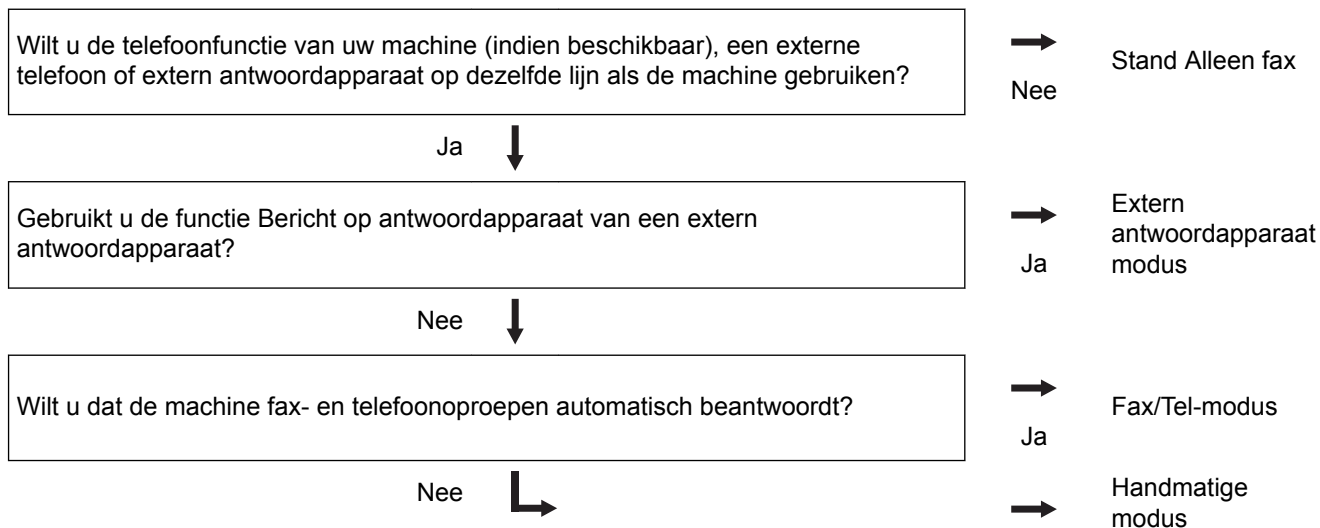 Wilt u de telefoonfunctie van uw machine (indien beschikbaar), een externe
telefoon of extern antwoordapparaat op dezelfde lijn als de machine gebruiken?
Nee
Stand Alleen fax
Ja
Gebruikt u de functie Bericht op antwoordapparaat van een extern
antwoordapparaat?
Ja
Extern
antwoordapparaat
modus
Nee
Wilt u dat de machine fax- en telefoonoproepen automatisch beantwoordt?
Ja
Fax/Tel-modus
Nee
Handmatige
modus